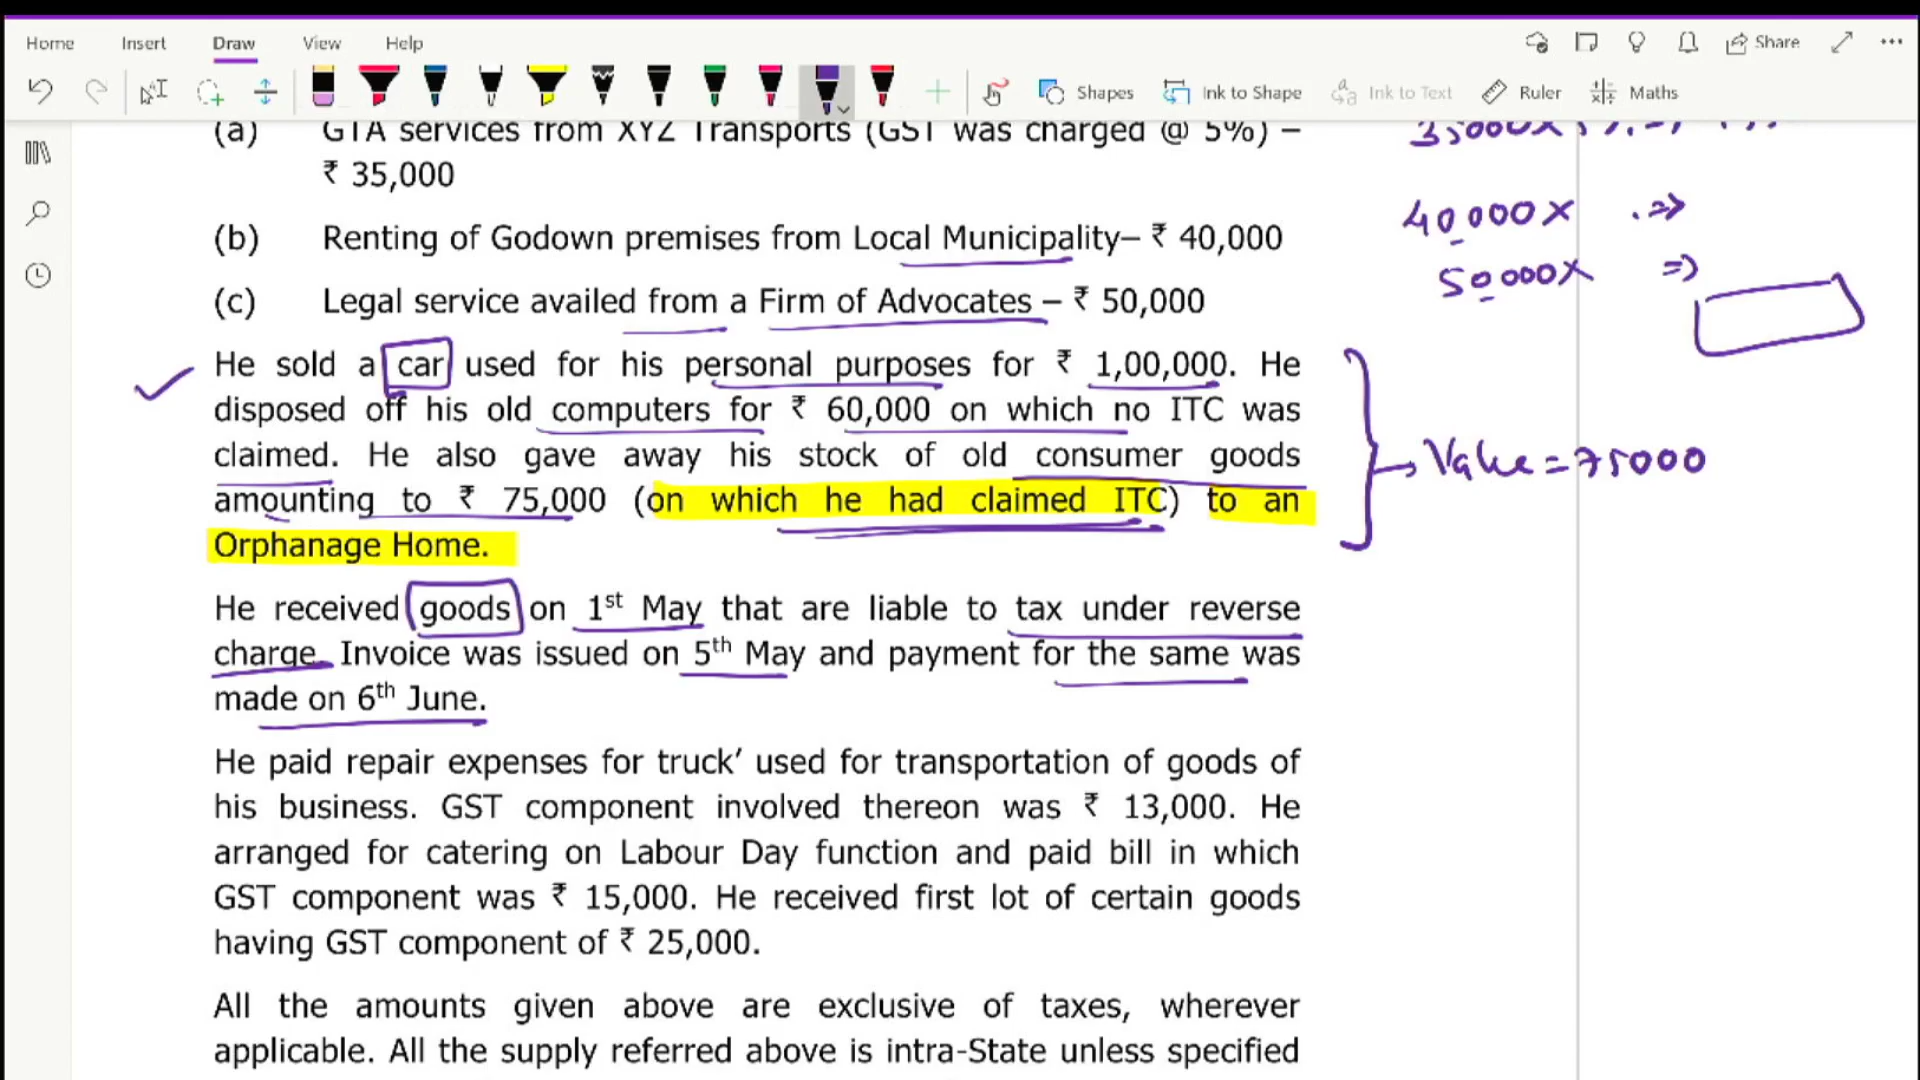 Home Insert Draw View Help Share
Shapes Ink to Shape Ink to Text Ruler Maths
(a) GTA services from XYZ Transports (GST was charged @ 5%) –
₹ 35,000
35000x
(b) Renting of Godown premises from Local Municipality– ₹ 40,000
40,000x .⇒
(c) Legal service availed from a Firm of Advocates – ₹ 50,000
50,000x ⇒
He sold a car used for his personal purposes for ₹ 1,00,000. He
disposed off his old computers for ₹ 60,000 on which no ITC was
claimed. He also gave away his stock of old consumer goods
amounting to ₹ 75,000 (on which he had claimed ITC) to an
Orphanage Home.
Value = 75000
He received goods on 1st May that are liable to tax under reverse
charge. Invoice was issued on 5th May and payment for the same was
made on 6th June.
He paid repair expenses for truck’ used for transportation of goods of
his business. GST component involved thereon was ₹ 13,000. He
arranged for catering on Labour Day function and paid bill in which
GST component was ₹ 15,000. He received first lot of certain goods
having GST component of ₹ 25,000.
All the amounts given above are exclusive of taxes, wherever
applicable. All the supply referred above is intra-State unless specified